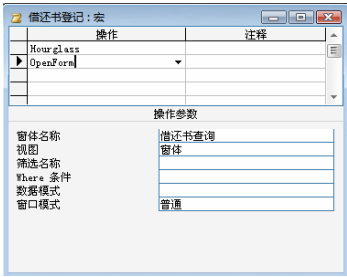 借还书登记：宏
操作 注释
Hourglass
OpenForm
操作参数
窗体名称 借还书查询
视图 窗体
筛选名称
Where 条件
数据模式
窗口模式 普通